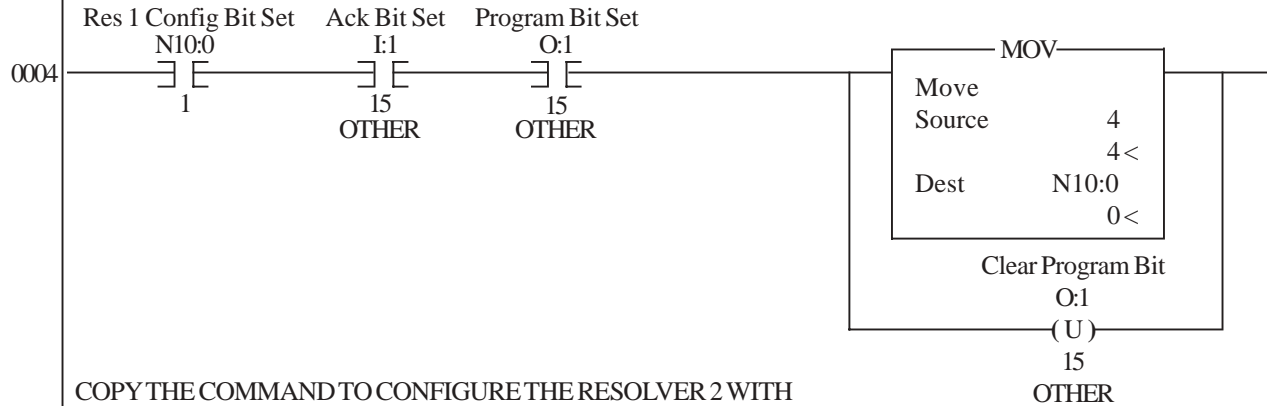 Res 1 Config Bit Set Ack Bit Set Program Bit Set
N10:0 I:1 O:1
MOV
0004
Move
1 15 15
Source 4
OTHER OTHER
4<
Dest N10:0
0<
Clear Program Bit
O:1
(U)
15
COPY THE COMMAND TO CONFIGURE THE RESOLVER 2 WITH
OTHER